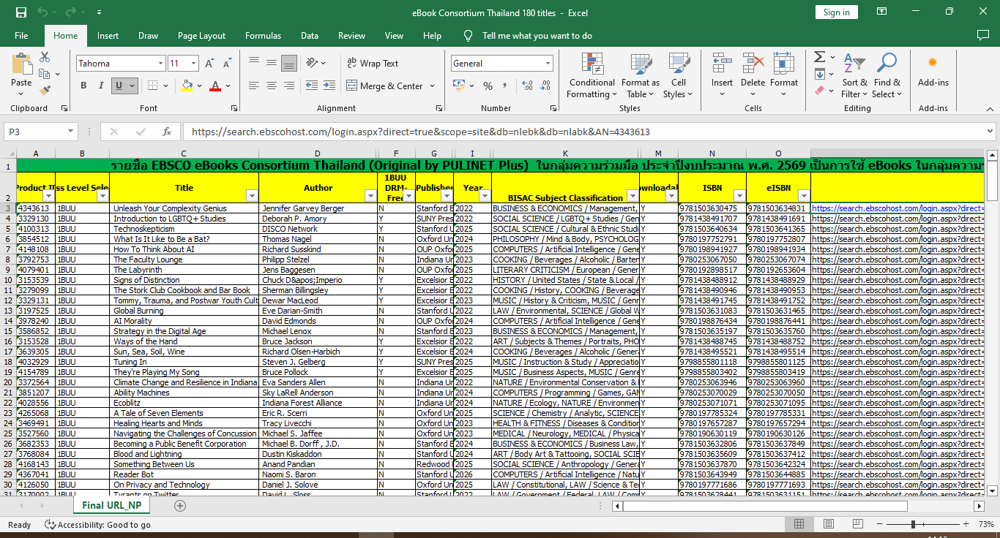 eBook Consortium Thailand 180 titles - Excel
Sign in
File Home Insert Draw Page Layout Formulas Data Review View Help Tell me what you want to do
Paste
Tahoma 11
Wrap Text
Merge & Center
General
Conditional Formatting
Format as Table
Cell Styles
Insert Delete Format
Sort & Filter
Find & Select
Add-ins
Clipboard Font Alignment Number Styles Cells Editing Add-ins
P3 fx https://search.ebscohost.com/login.aspx?direct=true&scope=site&db=nlebk&db=nlabk&AN=4343613
A B C D F G I K M N O
1 รายชื่อ EBSCO eBooks Consortium Thailand (Original by PULINET Plus) ในกลุ่มความร่วมมือ ประจำปีงบประมาณ พ.ศ. 2569 เป็นการใช้ eBooks ในกลุ่มความร
2 Product I ss Level Sele Title Author 1BUU DRM-Free Publisher Year BISAC Subject Classification ownloada ISBN eISBN
3 4343613 1BUU Unleash Your Complexity Genius Jennifer Garvey Berger N Stanford 2022 BUSINESS & ECONOMICS / Management, Y 9781503630475 9781503634831 https://search.ebscohost.com/login.aspx?direct=
4 3329130 1BUU Introduction to LGBTQ+ Studies Deborah P. Amory Y SUNY Pres 2022 SOCIAL SCIENCE / LGBTQ+ Studies / Gen Y 9781438491707 9781438491691 https://search.ebscohost.com/login.aspx?direct=
5 4100313 1BUU Technoskepticism DISCO Network Y Stanford 2025 SOCIAL SCIENCE / Cultural & Ethnic Studi Y 9781503640634 9781503641365 https://search.ebscohost.com/login.aspx?direct=
6 3854512 1BUU What Is It Like to Be a Bat? Thomas Nagel N Oxford Un 2024 PHILOSOPHY / Mind & Body, PSYCHOLOG Y 9780197752791 9780197752807 https://search.ebscohost.com/login.aspx?direct=
7 4148108 1BUU How To Think About AI Richard Susskind N OUP Oxfo 2025 COMPUTERS / Artificial Intelligence / Gene Y 9780198941927 9780198941934 https://search.ebscohost.com/login.aspx?direct=
8 3792753 1BUU The Faculty Lounge Philipp Stelzel N Indiana Un 2023 COOKING / Beverages / Alcoholic / Barten Y 9780253067050 9780253067074 https://search.ebscohost.com/login.aspx?direct=
9 4079401 1BUU The Labyrinth Jens Baggesen N OUP Oxfo 2025 LITERARY CRITICISM / European / Gener Y 9780192898517 9780192653604 https://search.ebscohost.com/login.aspx?direct=
10 3153539 1BUU Signs of Distinction Chuck D&apos;Imperio Y Excelsior 2022 HISTORY / United States / State & Local / Y 9781438488912 9781438488929 https://search.ebscohost.com/login.aspx?direct=
11 3279099 1BUU The Stork Club Cookbook and Bar Book Sherman Billingsley Y Excelsior 2022 COOKING / History, COOKING / Beverage Y 9781438490946 9781438490953 https://search.ebscohost.com/login.aspx?direct=
12 3329131 1BUU Tommy, Trauma, and Postwar Youth Cult Dewar MacLeod Y Excelsior 2023 MUSIC / History & Criticism, MUSIC / Genr Y 9781438491745 9781438491752 https://search.ebscohost.com/login.aspx?direct=
13 3197525 1BUU Global Burning Eve Darian-Smith N Stanford 2022 LAW / Environmental, SCIENCE / Global W Y 9781503631083 9781503631465 https://search.ebscohost.com/login.aspx?direct=
14 3978240 1BUU AI Morality David Edmonds N OUP Oxfo 2024 COMPUTERS / Artificial Intelligence / Gene Y 9780198876434 9780198876441 https://search.ebscohost.com/login.aspx?direct=
15 3586852 1BUU Strategy in the Digital Age Michael Lenox N Stanford 2023 BUSINESS & ECONOMICS / Management, Y 9781503635197 9781503635760 https://search.ebscohost.com/login.aspx?direct=
16 3153528 1BUU Ways of the Hand Bruce Jackson Y Excelsior 2022 ART / Subjects & Themes / Portraits, PHO Y 9781438488745 9781438488752 https://search.ebscohost.com/login.aspx?direct=
17 3639305 1BUU Sun, Sea, Soil, Wine Richard Olsen-Harbich Y Excelsior 2024 COOKING / Beverages / Alcoholic / Gener Y 9781438495521 9781438495514 https://search.ebscohost.com/login.aspx?direct=
18 4032929 1BUU Tuning In Steven J. Gelberg Y SUNY Pres 2025 MUSIC / Instruction & Study / Appreciatio Y 9798855801118 9798855801125 https://search.ebscohost.com/login.aspx?direct=
19 4154789 1BUU They're Playing My Song Bruce Pollock Y Excelsior 2025 MUSIC / Business Aspects, MUSIC / Genre Y 9798855803402 9798855803419 https://search.ebscohost.com/login.aspx?direct=
20 3372564 1BUU Climate Change and Resilience in Indiana Eva Sanders Allen N Indiana Un 2022 NATURE / Environmental Conservation & Y 9780253063946 9780253063960 https://search.ebscohost.com/login.aspx?direct=
21 3851207 1BUU Ability Machines Sky LaRell Anderson N Indiana Un 2024 COMPUTERS / Programming / Games, GAM Y 9780253070029 9780253070050 https://search.ebscohost.com/login.aspx?direct=
22 4028556 1BUU Ecoblitz Indiana Forest Alliance N Indiana Un 2024 NATURE / Ecology, NATURE / Environmen Y 9780253071071 9780253071095 https://search.ebscohost.com/login.aspx?direct=
23 4265068 1BUU A Tale of Seven Elements Eric R. Scerri N Oxford Un 2025 SCIENCE / Chemistry / Analytic, SCIENCE Y 9780197785324 9780197785331 https://search.ebscohost.com/login.aspx?direct=
24 3469491 1BUU Healing Hearts and Minds Tracy Livecchi N Oxford Un 2023 HEALTH & FITNESS / Diseases & Condition Y 9780197657287 9780197657294 https://search.ebscohost.com/login.aspx?direct=
25 3527560 1BUU Navigating the Challenges of Concussion Michael S. Jaffee N Oxford Un 2023 MEDICAL / Neurology, MEDICAL / Physica Y 9780190630119 9780190630126 https://search.ebscohost.com/login.aspx?direct=
26 3682353 1BUU Becoming a Public Benefit Corporation Michael B. Dorff , J.D. N Stanford 2024 BUSINESS & ECONOMICS / Business Law, Y 9781503632806 9781503637849 https://search.ebscohost.com/login.aspx?direct=
27 3768084 1BUU Blood and Lightning Dustin Kiskaddon N Stanford 2024 ART / Body Art & Tattooing, SOCIAL SCIE Y 9781503635609 9781503637412 https://search.ebscohost.com/login.aspx?direct=
28 4168143 1BUU Something Between Us Anand Pandian N Redwood 2025 SOCIAL SCIENCE / Anthropology / Genera Y 9781503637870 9781503642324 https://search.ebscohost.com/login.aspx?direct=
29 4367041 1BUU Reader Bot Naomi S. Baron N Stanford 2026 COMPUTERS / Artificial Intelligence / Natu Y 9781503643949 9781503644885 https://search.ebscohost.com/login.aspx?direct=
30 4126050 1BUU On Privacy and Technology Daniel J. Solove N Oxford Un 2025 LAW / Constitutional, LAW / Science & Te Y 9780197771686 9780197771693 https://search.ebscohost.com/login.aspx?direct=
31 3170002 1BUU Tyrants on Twitter David L. Sloss N Stanford 2022 LAW / Government / Federal, LAW / Com Y 9781503628441 9781503631151 https://search.ebscohost.com/login.aspx?direct=
Final URL_NP
Ready Accessibility: Good to go 73%